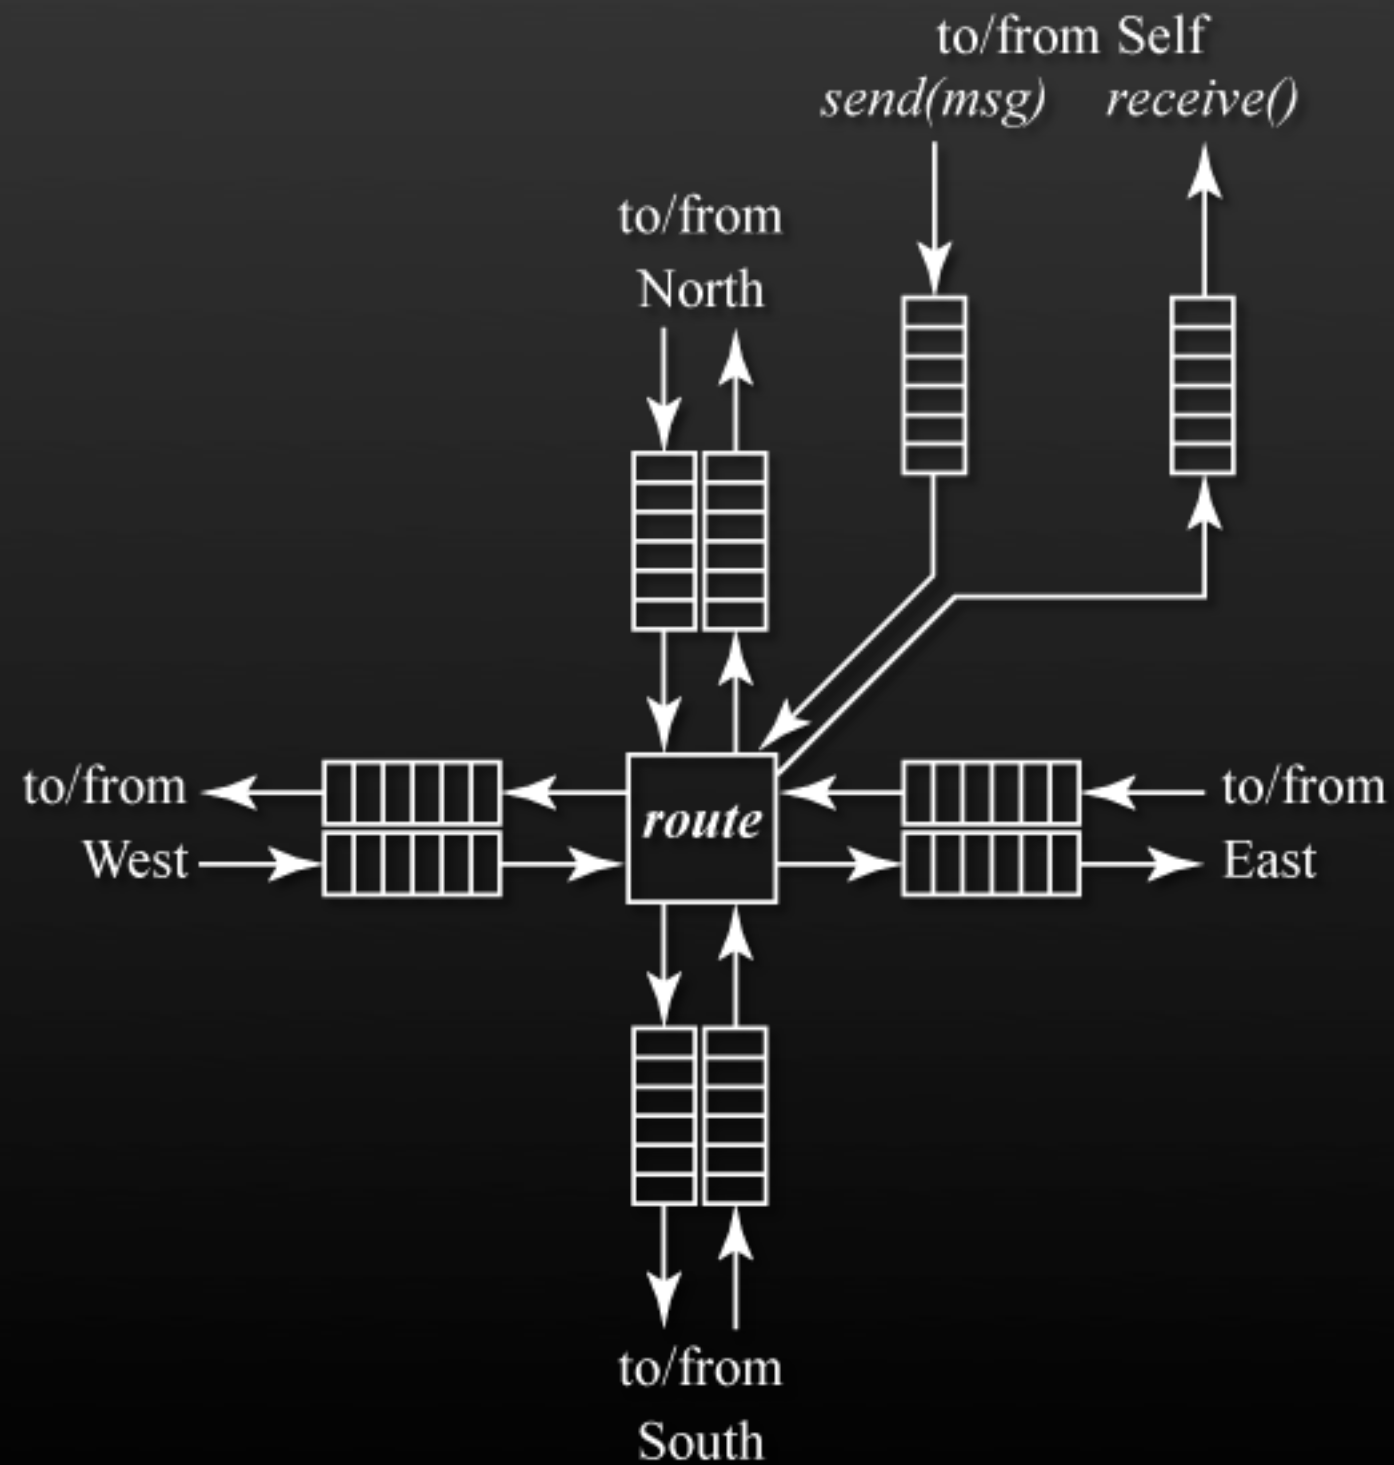 to/from Self
send(msg) receive()
to/from
North
to/from
West
route
to/from
East
to/from
South